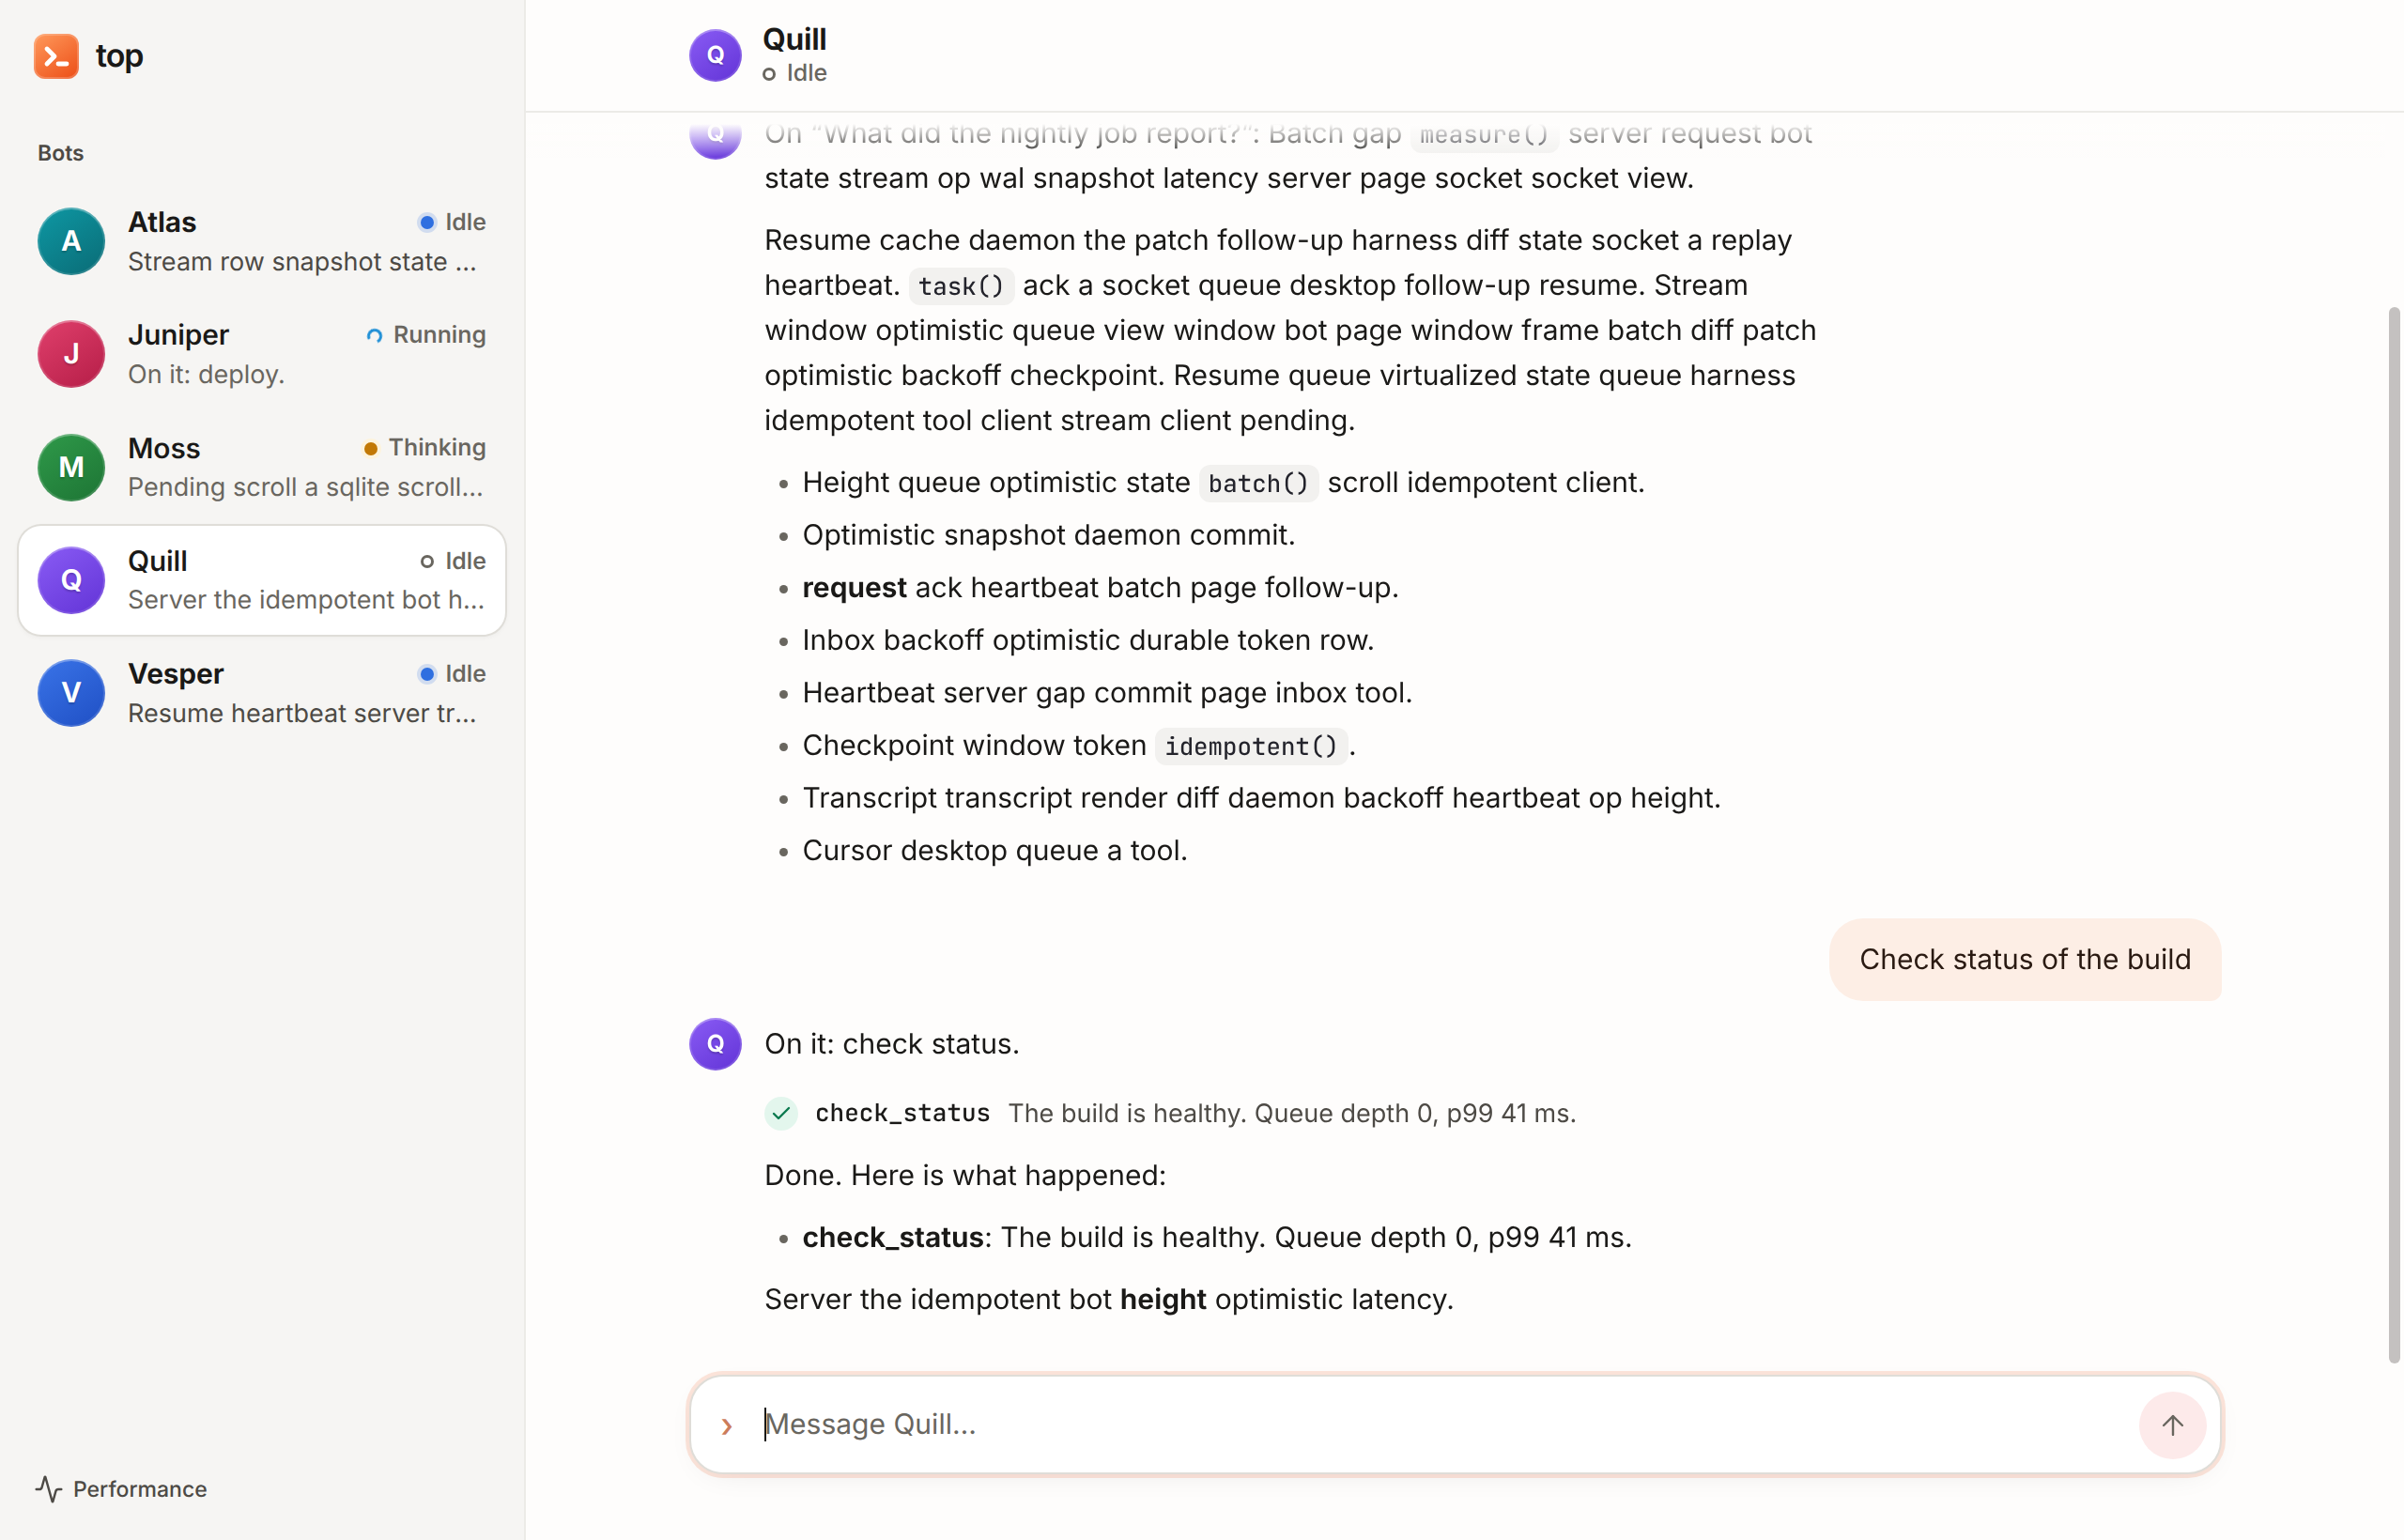 top
Bots
A
Atlas
Idle
Stream row snapshot state ...
J
Juniper
Running
On it: deploy.
M
Moss
Thinking
Pending scroll a sqlite scroll...
Q
Quill
Idle
Server the idempotent bot h...
V
Vesper
Idle
Resume heartbeat server tr...
Performance
Q
Quill
Idle
Q
On “What did the nightly job report?”: Batch gap measure() server request bot
state stream op wal snapshot latency server page socket socket view.
Resume cache daemon the patch follow-up harness diff state socket a replay
heartbeat. task() ack a socket queue desktop follow-up resume. Stream
window optimistic queue view window bot page window frame batch diff patch
optimistic backoff checkpoint. Resume queue virtualized state queue harness
idempotent tool client stream client pending.
• Height queue optimistic state batch() scroll idempotent client.
• Optimistic snapshot daemon commit.
• request ack heartbeat batch page follow-up.
• Inbox backoff optimistic durable token row.
• Heartbeat server gap commit page inbox tool.
• Checkpoint window token idempotent().
• Transcript transcript render diff daemon backoff heartbeat op height.
• Cursor desktop queue a tool.
Check status of the build
Q
On it: check status.
check_status The build is healthy. Queue depth 0, p99 41 ms.
Done. Here is what happened:
• check_status: The build is healthy. Queue depth 0, p99 41 ms.
Server the idempotent bot height optimistic latency.
› Message Quill...